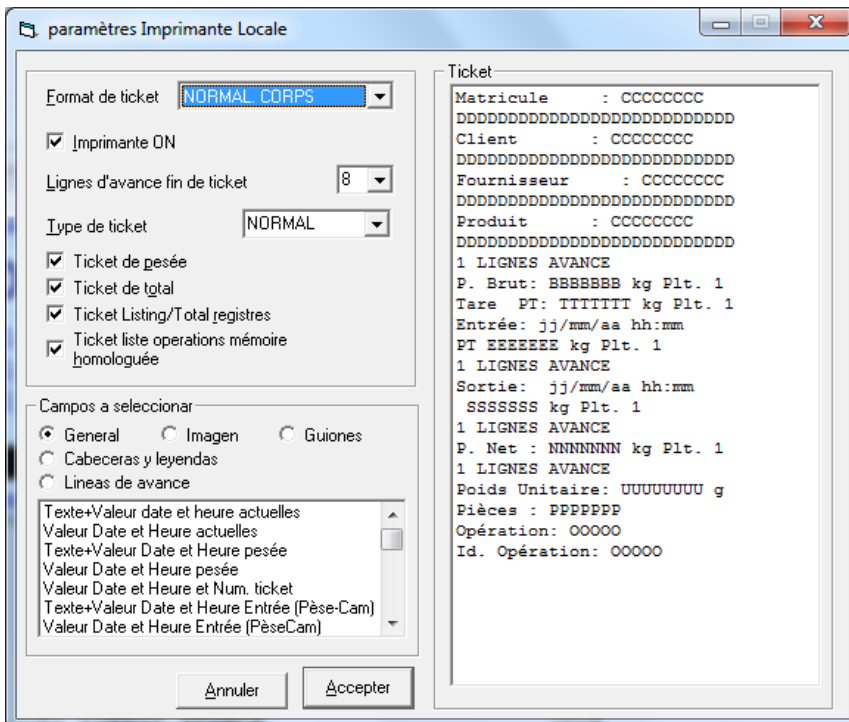 paramètres Imprimante Locale
Format de ticket NORMAL. CORPS
Imprimante ON
Lignes d'avance fin de ticket 8
Type de ticket NORMAL
Ticket de pesée
Ticket de total
Ticket Listing/Total registres
Ticket liste operations mémoire
homologuée
Campos a seleccionar
General Imagen Guiones
Cabeceras y leyendas
Lineas de avance
Texte+Valeur date et heure actuelles
Valeur Date et Heure actuelles
Texte+Valeur Date et Heure pesée
Valeur Date et Heure pesée
Valeur Date et Heure et Num. ticket
Texte+Valeur Date et Heure Entrée (Pèse-Cam)
Valeur Date et Heure Entrée (PèseCam)
Annuler Accepter
Ticket
Matricule : CCCCCCCC
DDDDDDDDDDDDDDDDDDDDDDDDDDD
Client : CCCCCCCC
DDDDDDDDDDDDDDDDDDDDDDDDDDD
Fournisseur : CCCCCCCC
DDDDDDDDDDDDDDDDDDDDDDDDDDD
Produit : CCCCCCCC
DDDDDDDDDDDDDDDDDDDDDDDDDDD
1 LIGNES AVANCE
P. Brut: BBBBBBB kg Plt. 1
Tare PT: TTTTTTT kg Plt. 1
Entrée: jj/mm/aa hh:mm
PT EEEEEEE kg Plt. 1
1 LIGNES AVANCE
Sortie: jj/mm/aa hh:mm
SSSSSSS kg Plt. 1
1 LIGNES AVANCE
P. Net : NNNNNNN kg Plt. 1
1 LIGNES AVANCE
Poids Unitaire: UUUUUUUU g
Pièces : PPPPPPP
Opération: OOOOO
Id. Opération: OOOOO